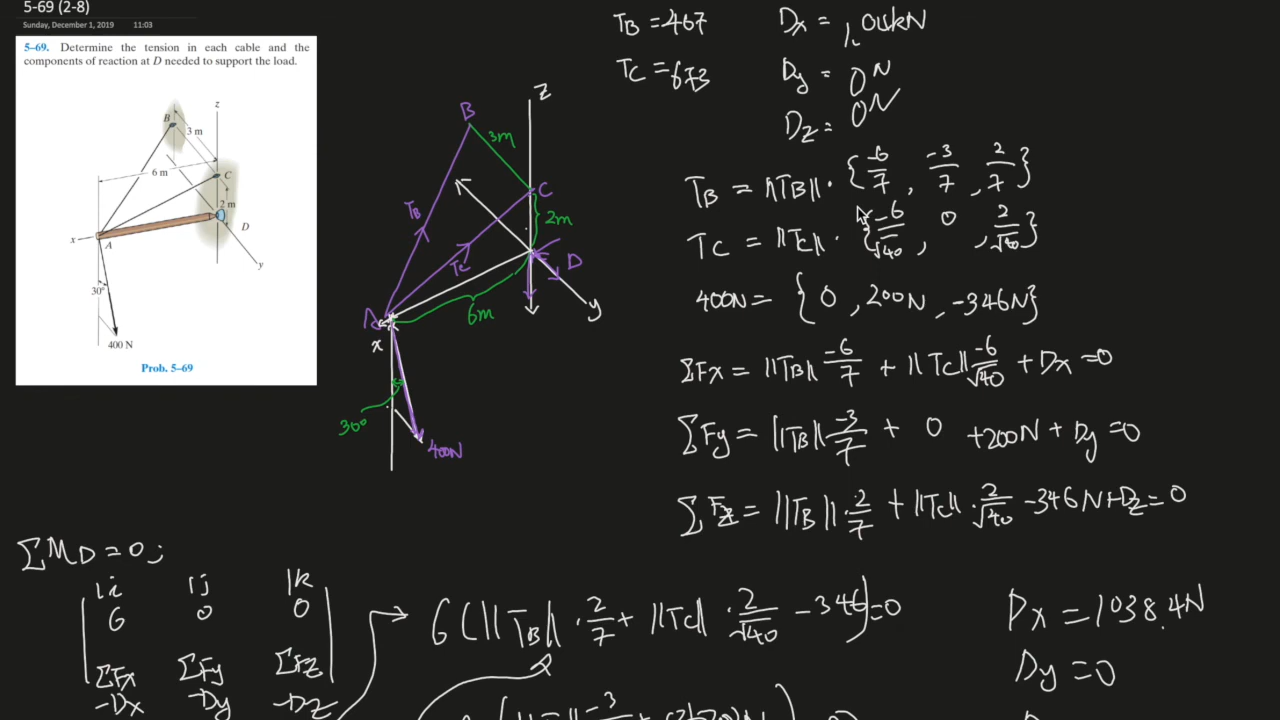 5-69 (2-8)
Sunday, December 1, 2019 11:03
5–69. Determine the tension in each cable and the
components of reaction at D needed to support the load.
z
B
3 m
6 m
C
2 m
D
x
A
y
30°
400 N
Prob. 5–69
z
B
3m
C
TB
2m
Tc
D
A
6m
y
x
30°
400N
TB = 467
Tc = 673
Dy = 0N
Dz = 0N
TB = ||TB|| · {-6/7, -3/7, 2/7}
Tc = ||Tc|| · {-6/√40, 0, 2/√40}
400N = {0, 200N, -346N}
ΣFx = ||TB|| -6/7 + ||Tc|| -6/√40 + Dx = 0
ΣFy = ||TB|| -3/7 + 0 +200N + Dy = 0
ΣFz = ||TB|| · 2/7 + ||Tc|| · 2/√40 -346N+Dz = 0
ΣMD = 0;
i j k
6 0 0
ΣFx ΣFy ΣFz
-Dx -Dy -Dz
6(||TB|| · 2/7 + ||Tc|| · 2/√40 - 346) = 0
Dx = 1038.4N
Dy = 0